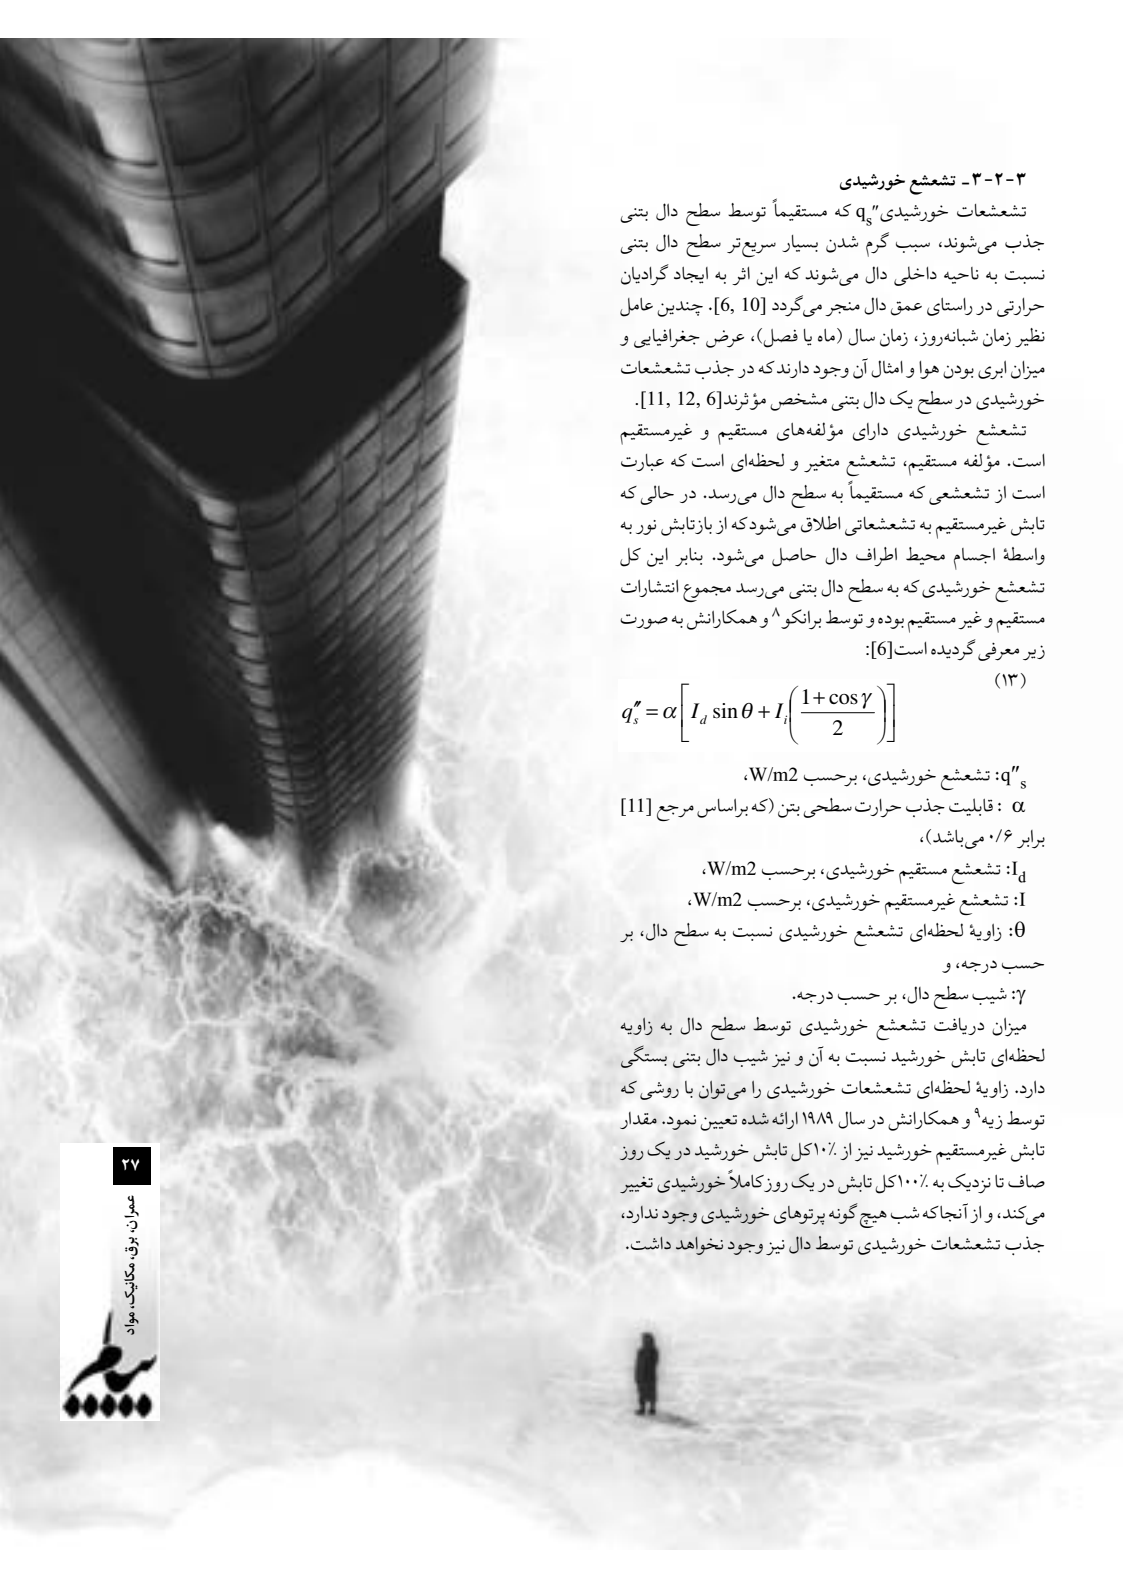 ۳-۲-۳- تشعشع خورشیدی
تشعشعات خورشیدی q″s که مستقیماً توسط سطح دال بتنی
جذب می‌شوند، سبب گرم شدن بسیار سریع‌تر سطح دال بتنی
نسبت به ناحیه داخلی دال می‌شوند که این اثر به ایجاد گرادیان
حرارتی در راستای عمق دال منجر می‌گردد [6, 10]. چندین عامل
نظیر زمان شبانه‌روز، زمان سال (ماه یا فصل)، عرض جغرافیایی و
میزان ابری بودن هوا و امثال آن وجود دارند که در جذب تشعشعات
خورشیدی در سطح یک دال بتنی مشخص مؤثرند[11, 12, 6].
تشعشع خورشیدی دارای مؤلفه‌های مستقیم و غیرمستقیم
است. مؤلفه مستقیم، تشعشع متغیر و لحظه‌ای است که عبارت
است از تشعشعی که مستقیماً به سطح دال می‌رسد. در حالی که
تابش غیرمستقیم به تشعشعاتی اطلاق می‌شود که از بازتابش نور به
واسطهٔ اجسام محیط اطراف دال حاصل می‌شود. بنابر این کل
تشعشع خورشیدی که به سطح دال بتنی می‌رسد مجموع انتشارات
مستقیم و غیر مستقیم بوده و توسط برانکو۸ و همکارانش به صورت
زیر معرفی گردیده است[6]:
(۱۳)
q″s = α[I_d sin θ + I_i((1 + cos γ)/2)]
q″s: تشعشع خورشیدی، برحسب W/m2،
α : قابلیت جذب حرارت سطحی بتن (که براساس مرجع [11]
برابر ۰/۶ می‌باشد)،
Id: تشعشع مستقیم خورشیدی، برحسب W/m2،
I: تشعشع غیرمستقیم خورشیدی، برحسب W/m2،
θ: زاویهٔ لحظه‌ای تشعشع خورشیدی نسبت به سطح دال، بر
حسب درجه، و
γ: شیب سطح دال، بر حسب درجه.
میزان دریافت تشعشع خورشیدی توسط سطح دال به زاویه
لحظه‌ای تابش خورشید نسبت به آن و نیز شیب دال بتنی بستگی
دارد. زاویهٔ لحظه‌ای تشعشعات خورشیدی را می‌توان با روشی که
توسط زیه۹ و همکارانش در سال ۱۹۸۹ ارائه شده تعیین نمود. مقدار
تابش غیرمستقیم خورشید نیز از ۱۰٪ کل تابش خورشید در یک روز
صاف تا نزدیک به ۱۰۰٪ کل تابش در یک روز کاملاً خورشیدی تغییر
می‌کند، و از آنجا که شب هیچ گونه پرتوهای خورشیدی وجود ندارد،
جذب تشعشعات خورشیدی توسط دال نیز وجود نخواهد داشت.
۲۷
عمران، برق، مکانیک، مواد